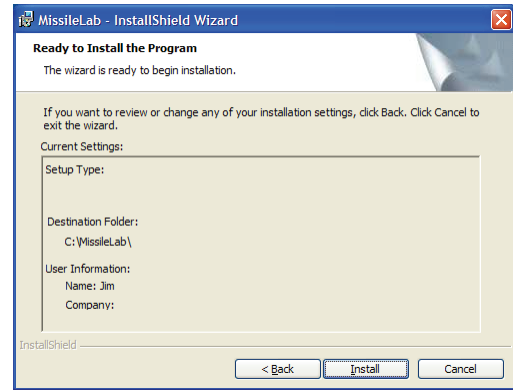 MissileLab - InstallShield Wizard
Ready to Install the Program
The wizard is ready to begin installation.
If you want to review or change any of your installation settings, click Back. Click Cancel to
exit the wizard.
Current Settings:
Setup Type:
Destination Folder:
C:\MissileLab\
User Information:
Name: Jim
Company:
InstallShield
< Back Install Cancel